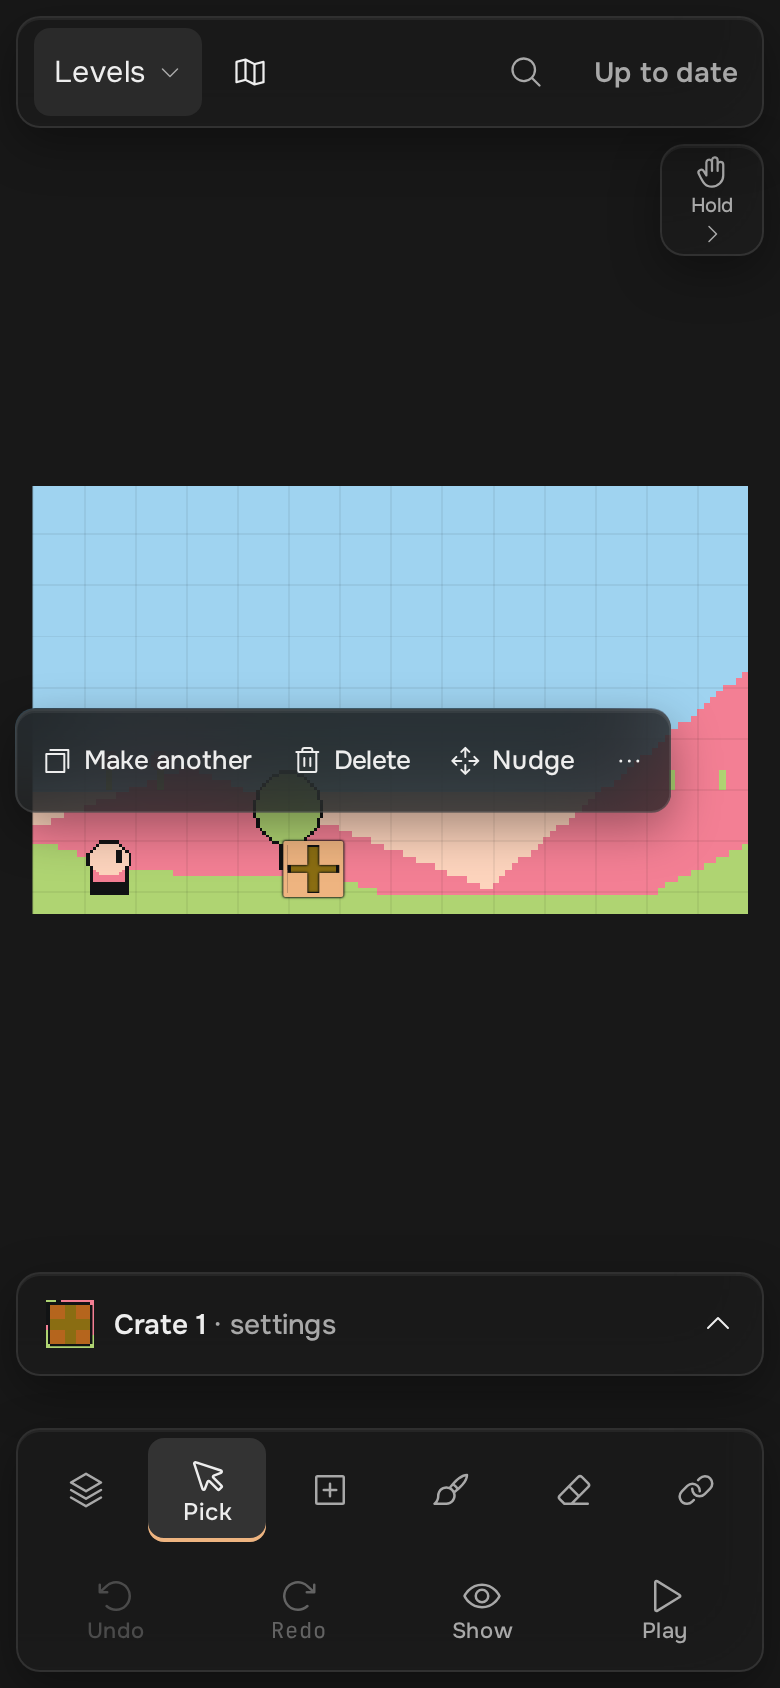 Levels
Up to date
Hold
Make another
Delete
Nudge
Crate 1 · settings
Pick
Undo
Redo
Show
Play